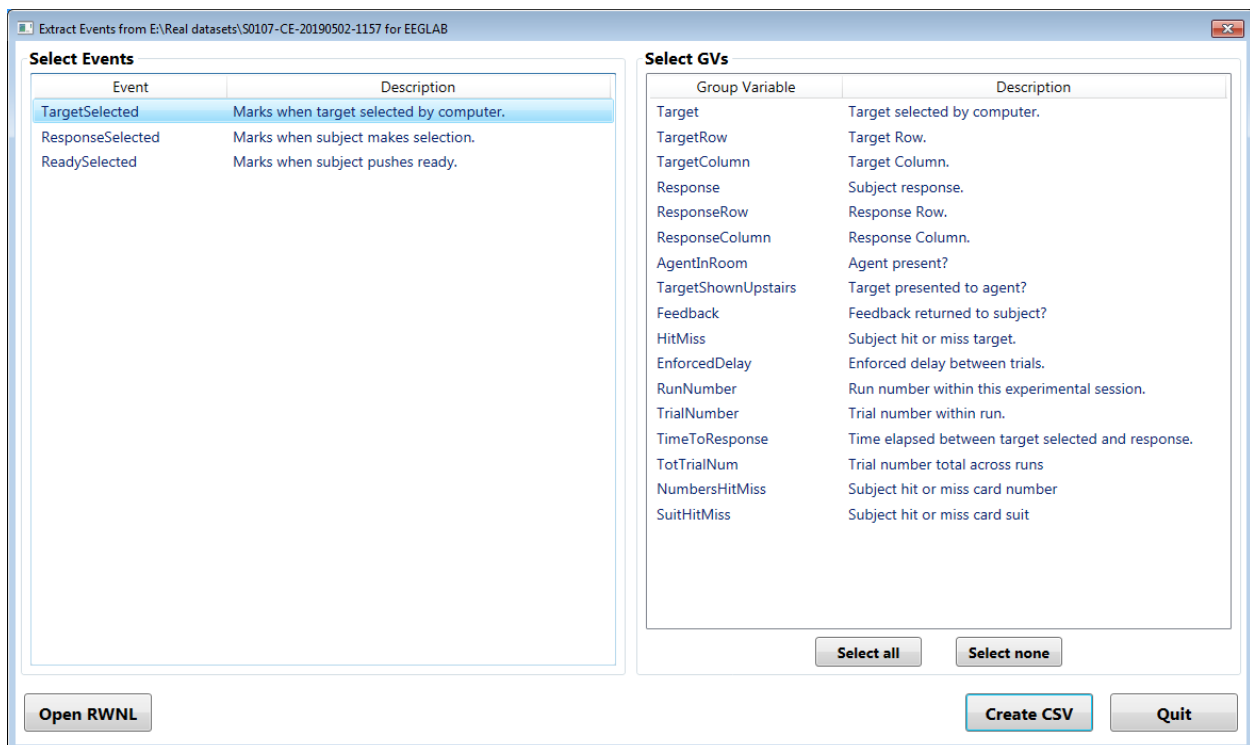 Extract Events from E:\Real datasets\S0107-CE-20190502-1157 for EEGLAB
Select Events
Event Description
TargetSelected Marks when target selected by computer.
ResponseSelected Marks when subject makes selection.
ReadySelected Marks when subject pushes ready.
Select GVs
Group Variable Description
Target Target selected by computer.
TargetRow Target Row.
TargetColumn Target Column.
Response Subject response.
ResponseRow Response Row.
ResponseColumn Response Column.
AgentInRoom Agent present?
TargetShownUpstairs Target presented to agent?
Feedback Feedback returned to subject?
HitMiss Subject hit or miss target.
EnforcedDelay Enforced delay between trials.
RunNumber Run number within this experimental session.
TrialNumber Trial number within run.
TimeToResponse Time elapsed between target selected and response.
TotTrialNum Trial number total across runs
NumbersHitMiss Subject hit or miss card number
SuitHitMiss Subject hit or miss card suit
Select all Select none
Open RWNL Create CSV Quit